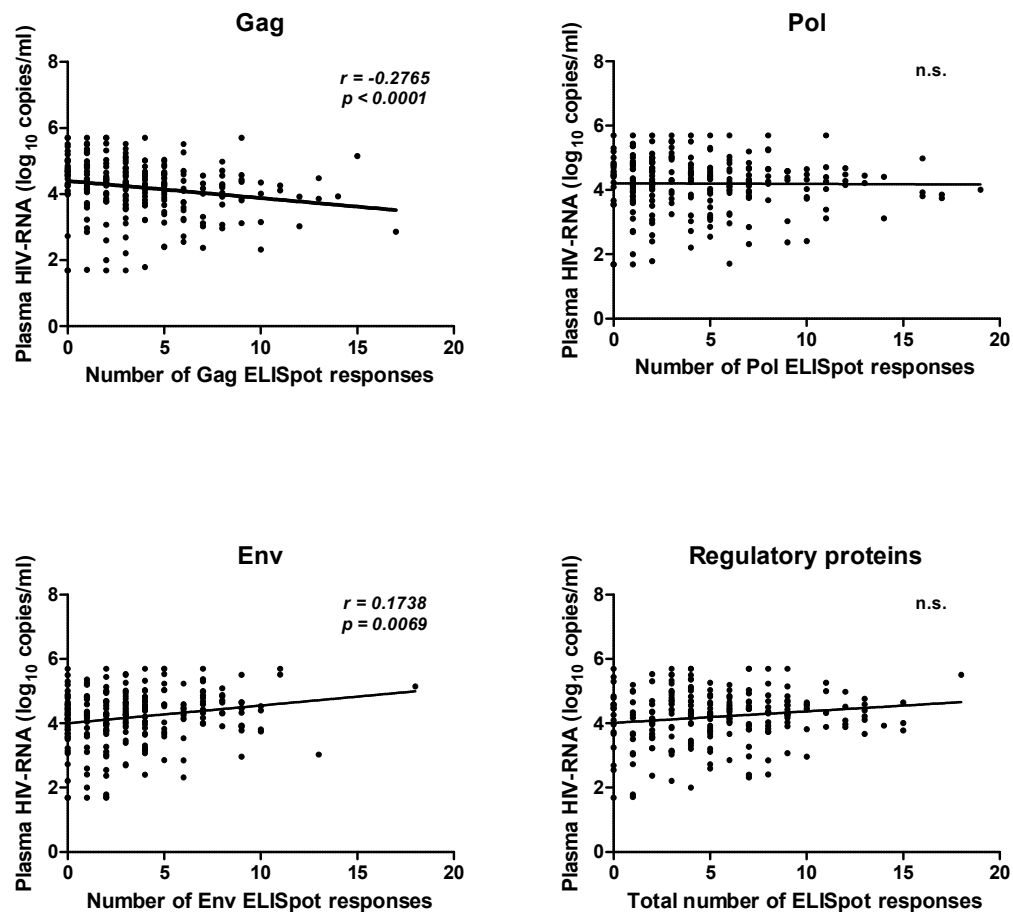 Gag
Plasma HIV-RNA (log10 copies/ml)
r = -0.2765
p < 0.0001
8
6
4
2
0
0 5 10 15 20
Number of Gag ELISpot responses
Pol
Plasma HIV-RNA (log10 copies/ml)
n.s.
8
6
4
2
0
0 5 10 15 20
Number of Pol ELISpot responses
Env
Plasma HIV-RNA (log10 copies/ml)
r = 0.1738
p = 0.0069
8
6
4
2
0
0 5 10 15 20
Number of Env ELISpot responses
Regulatory proteins
Plasma HIV-RNA (log10 copies/ml)
n.s.
8
6
4
2
0
0 5 10 15 20
Total number of ELISpot responses